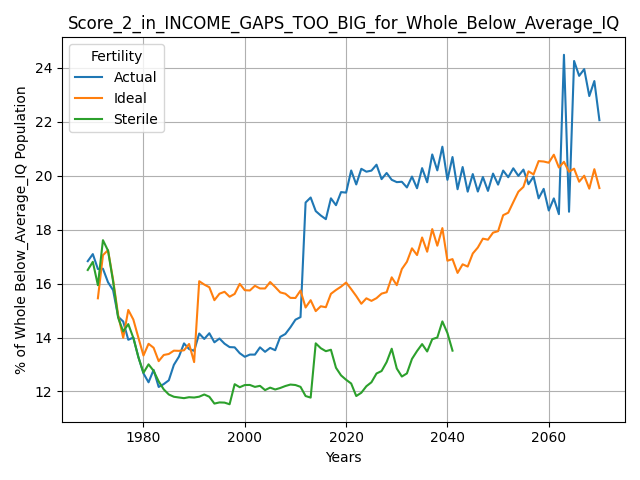 Score_2_in_INCOME_GAPS_TOO_BIG_for_Whole_Below_Average_IQ
Fertility
Actual
Ideal
Sterile
% of Whole Below_Average_IQ Population
24
22
20
18
16
14
12
1980
2000
2020
2040
2060
Years